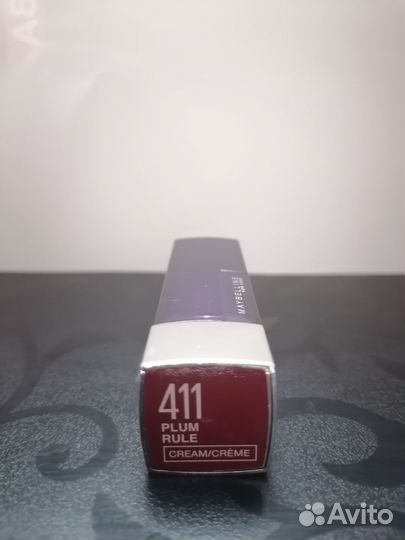 MAYBELLINE
411
PLUM
RULE
CREAM/CRÈME
Avito